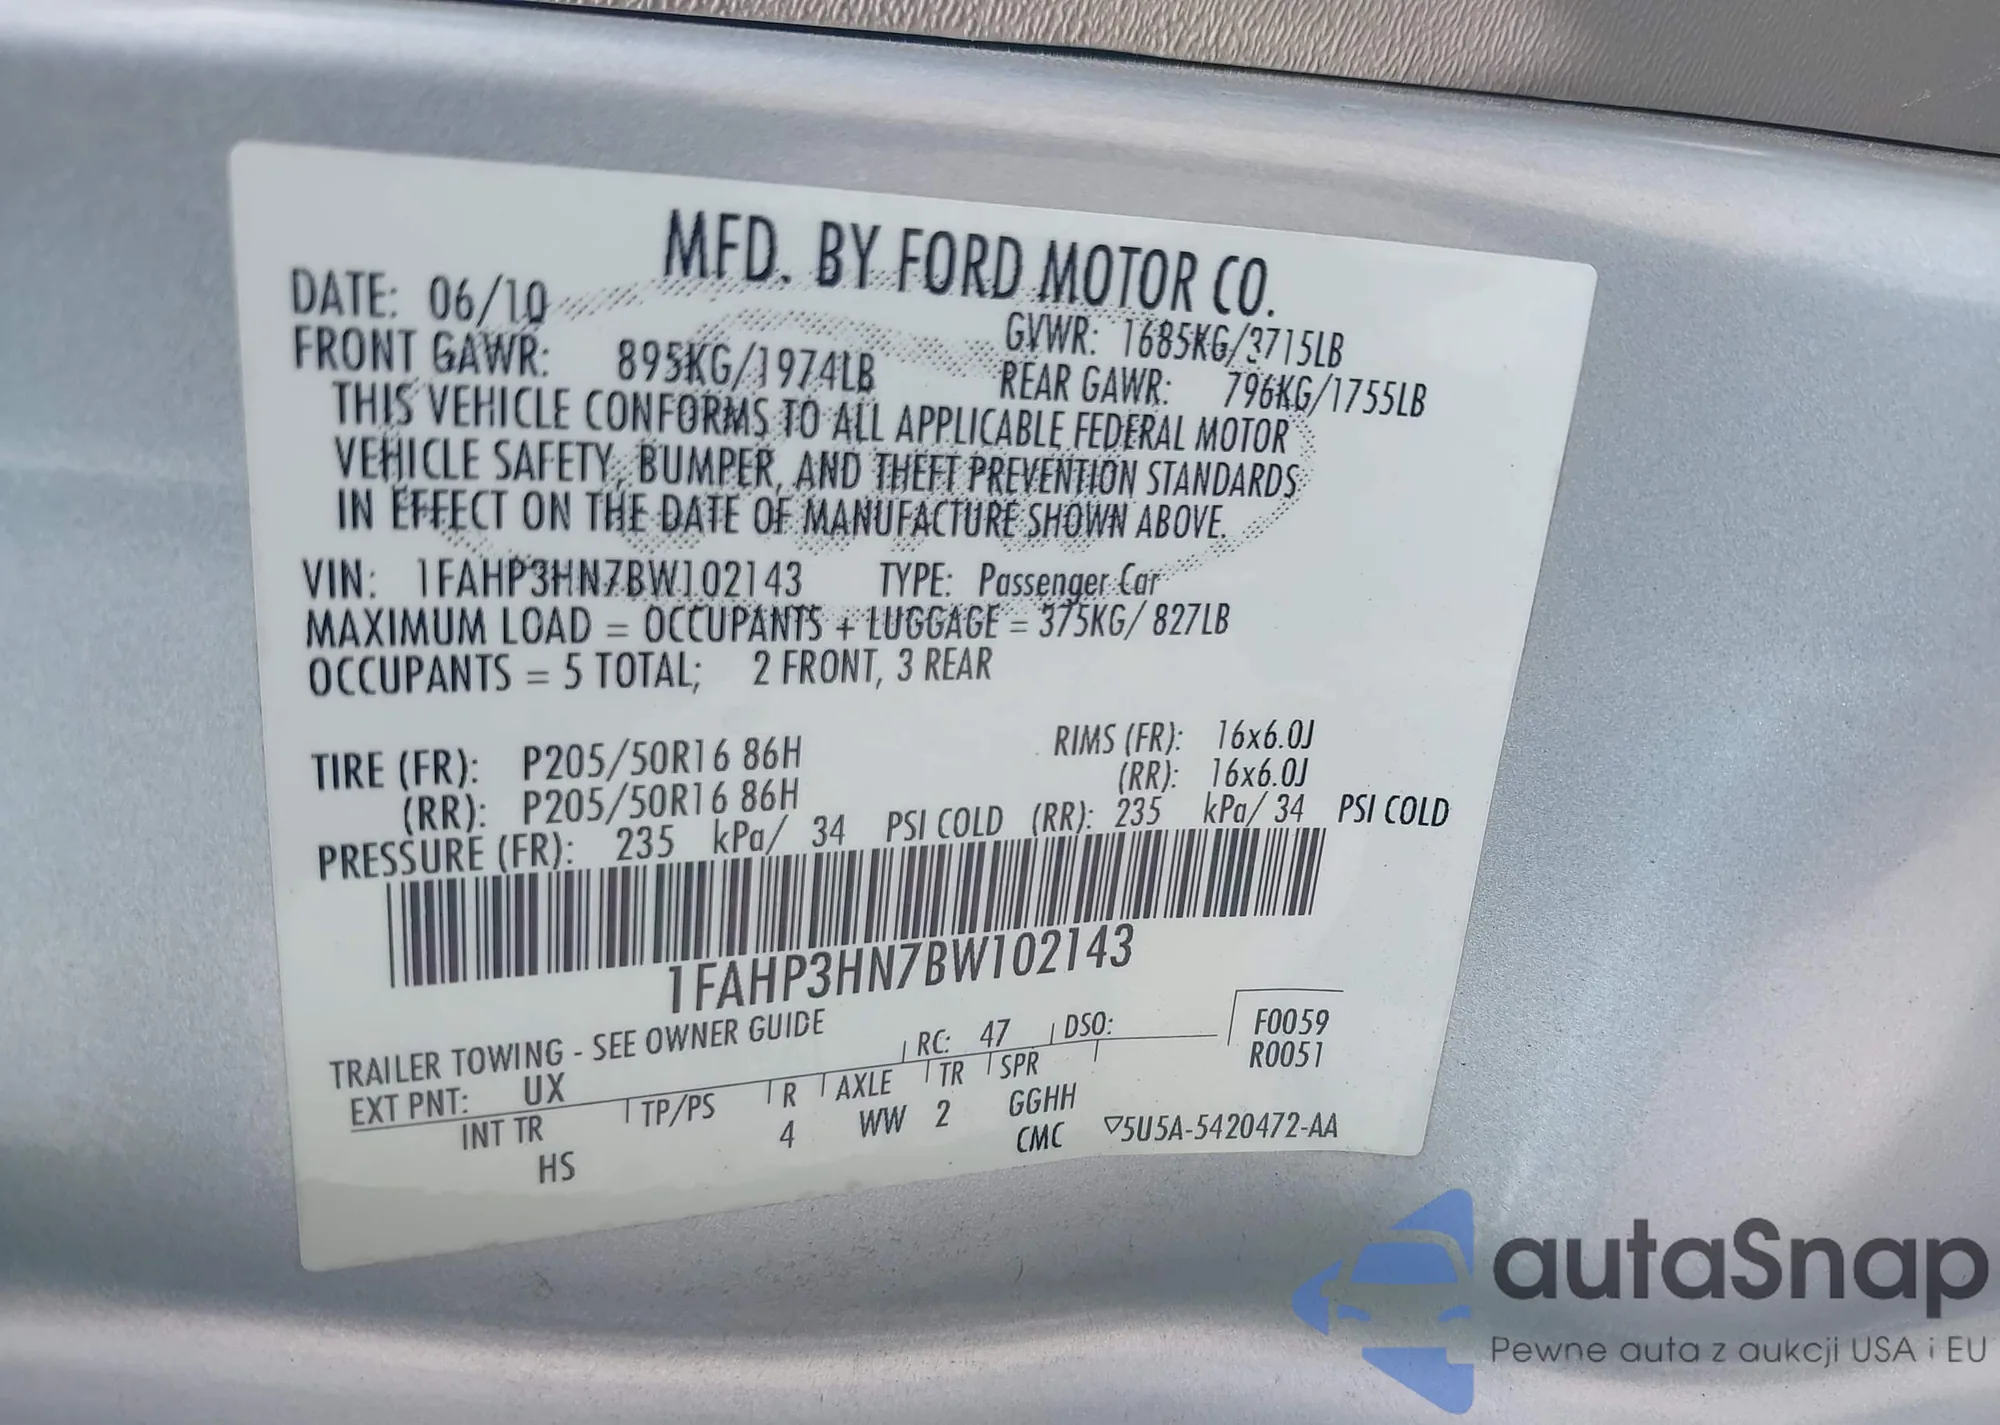 MFD. BY FORD MOTOR CO.
DATE: 06/10 GVWR: 1685KG/3715LB
FRONT GAWR: 895KG/1974LB REAR GAWR: 796KG/1755LB
THIS VEHICLE CONFORMS TO ALL APPLICABLE FEDERAL MOTOR
VEHICLE SAFETY, BUMPER, AND THEFT PREVENTION STANDARDS
IN EFFECT ON THE DATE OF MANUFACTURE SHOWN ABOVE.
VIN: 1FAHP3HN7BW102143 TYPE: Passenger Car
MAXIMUM LOAD = OCCUPANTS + LUGGAGE = 375KG/ 827LB
OCCUPANTS = 5 TOTAL; 2 FRONT, 3 REAR
TIRE (FR): P205/50R16 86H RIMS (FR): 16x6.0J
(RR): P205/50R16 86H (RR): 16x6.0J
PRESSURE (FR): 235 kPa/ 34 PSI COLD (RR): 235 kPa/ 34 PSI COLD
1FAHP3HN7BW102143
TRAILER TOWING - SEE OWNER GUIDE RC: 47 DSO: F0059
EXT PNT: UX R0051
INT TR TP/PS R AXLE TR SPR
HS 4 WW 2 GGHH
CMC ▽5U5A-5420472-AA
autaSnap
Pewne auta z aukcji USA i EU